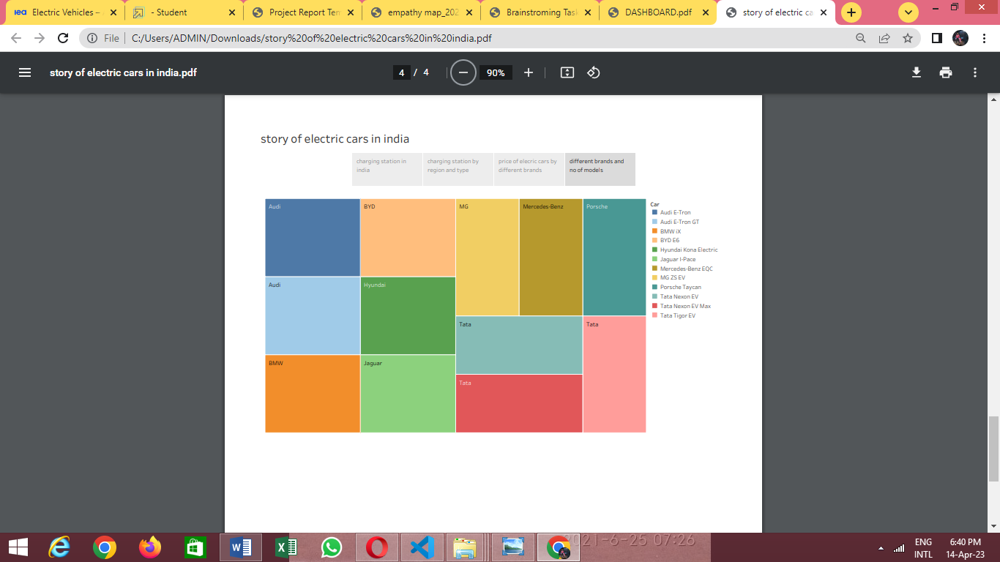 Electric Vehicles –
- Student
Project Report Ten
empathy map_202
Brainstroming Tas
DASHBOARD.pdf
story of electric ca
File
C:/Users/ADMIN/Downloads/story%20of%20electric%20cars%20in%20india.pdf
story of electric cars in india.pdf
4 / 4
90%
story of electric cars in india
charging station in
india
charging station by
region and type
price of elecric cars by
different brands
different brands and
no of models
Audi
BYD
MG
Mercedes-Benz
Porsche
Audi
Hyundai
Tata
Tata
BMW
Jaguar
Tata
Car
Audi E-Tron
Audi E-Tron GT
BMW iX
BYD E6
Hyundai Kona Electric
Jaguar I-Pace
Mercedes-Benz EQC
MG ZS EV
Porsche Taycan
Tata Nexon EV
Tata Nexon EV Max
Tata Tigor EV
2021-6-25 07:26
ENG
INTL
6:40 PM
14-Apr-23